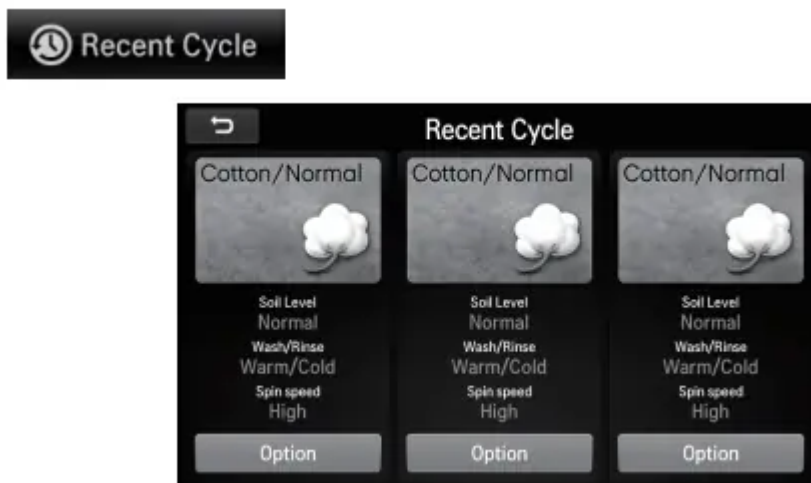 Recent Cycle
Recent Cycle
Cotton/Normal
Soil Level
Normal
Wash/Rinse
Warm/Cold
Spin speed
High
Option
Cotton/Normal
Soil Level
Normal
Wash/Rinse
Warm/Cold
Spin speed
High
Option
Cotton/Normal
Soil Level
Normal
Wash/Rinse
Warm/Cold
Spin speed
High
Option